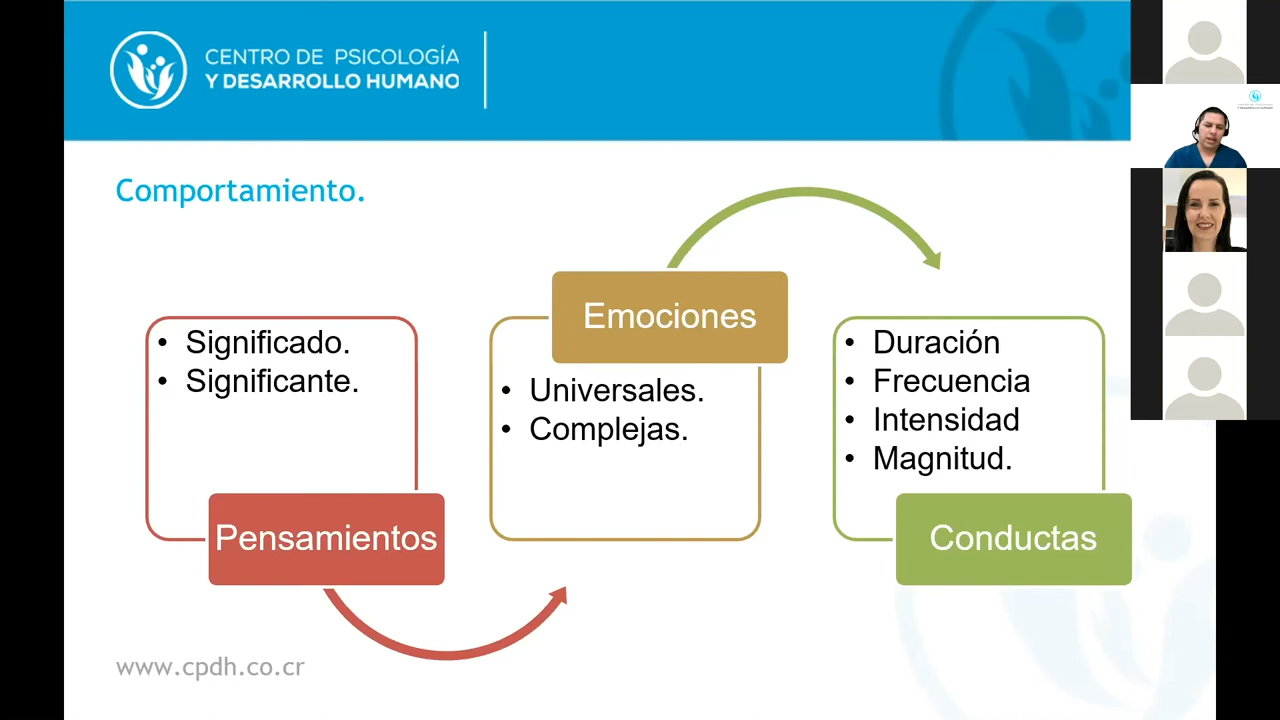 CENTRO DE PSICOLOGÍA
Y DESARROLLO HUMANO
Comportamiento.
• Significado.
• Significante.
Pensamientos
Emociones
• Universales.
• Complejas.
• Duración
• Frecuencia
• Intensidad
• Magnitud.
Conductas
www.cpdh.co.cr